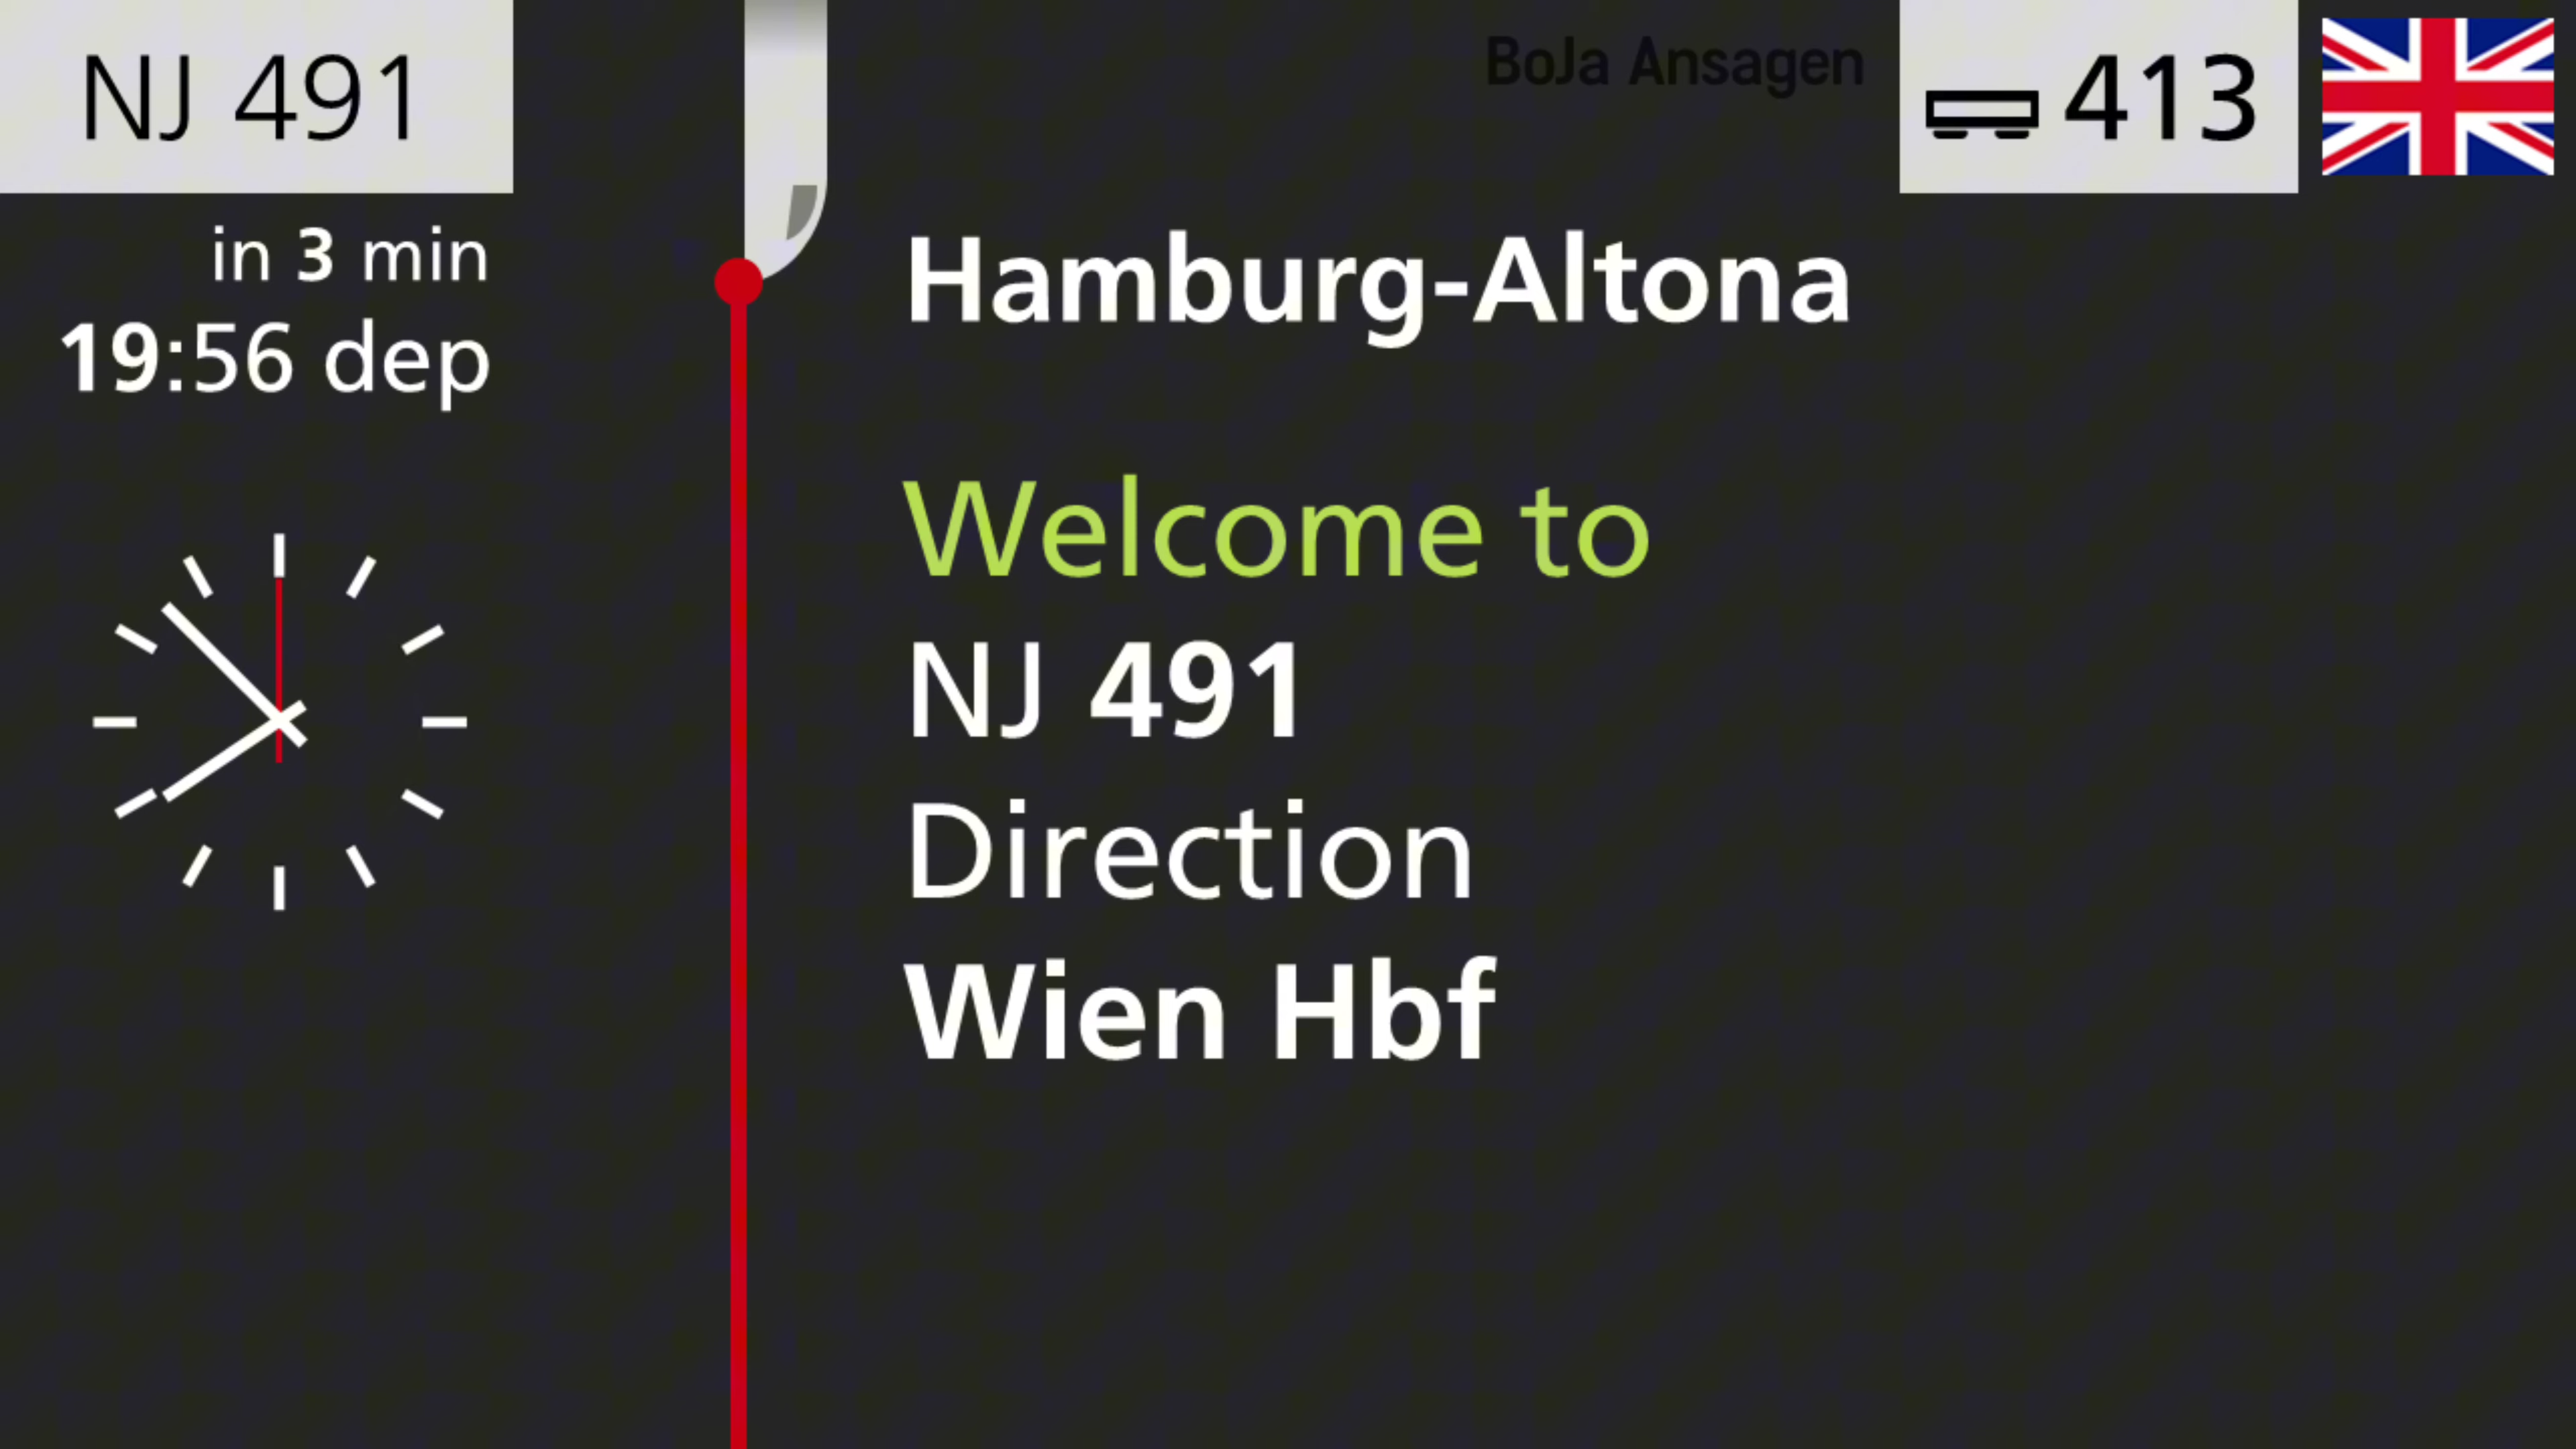 NJ 491
BoJa Ansagen
413
in 3 min
19:56 dep
Hamburg-Altona
Welcome to
NJ 491
Direction
Wien Hbf